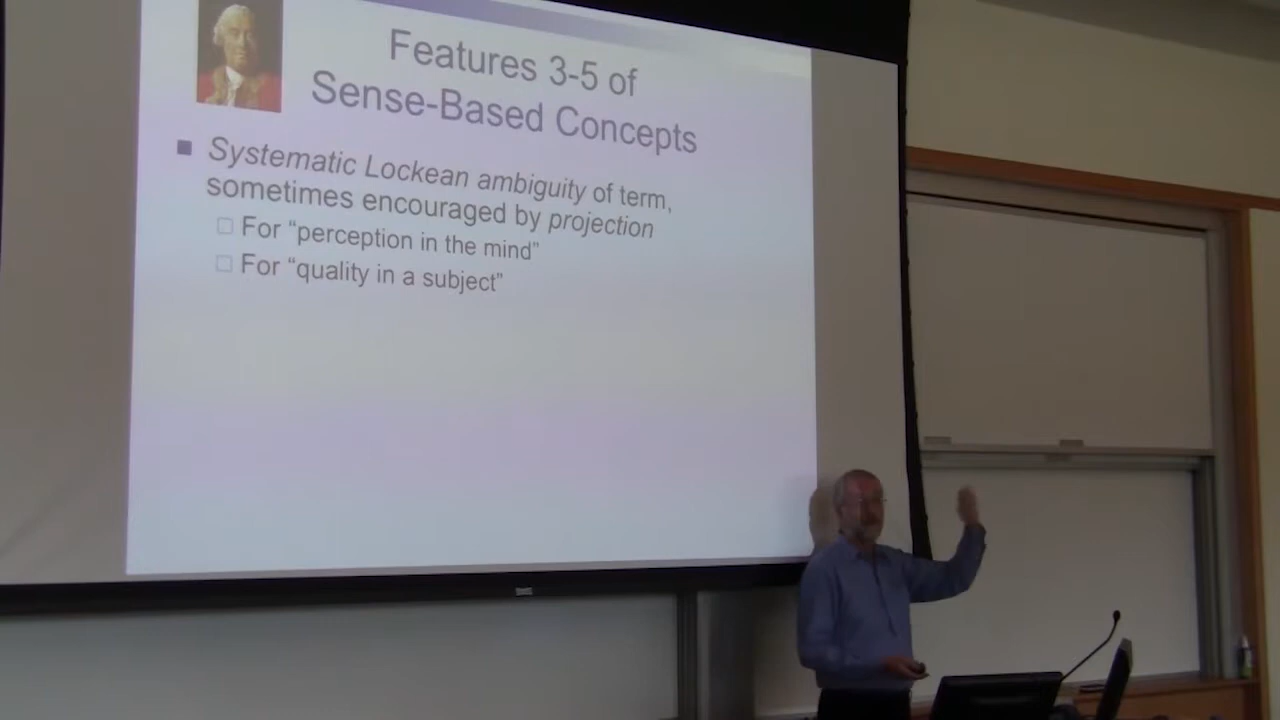 Features 3-5 of
Sense-Based Concepts
Systematic Lockean ambiguity of term,
sometimes encouraged by projection
For “perception in the mind”
For “quality in a subject”